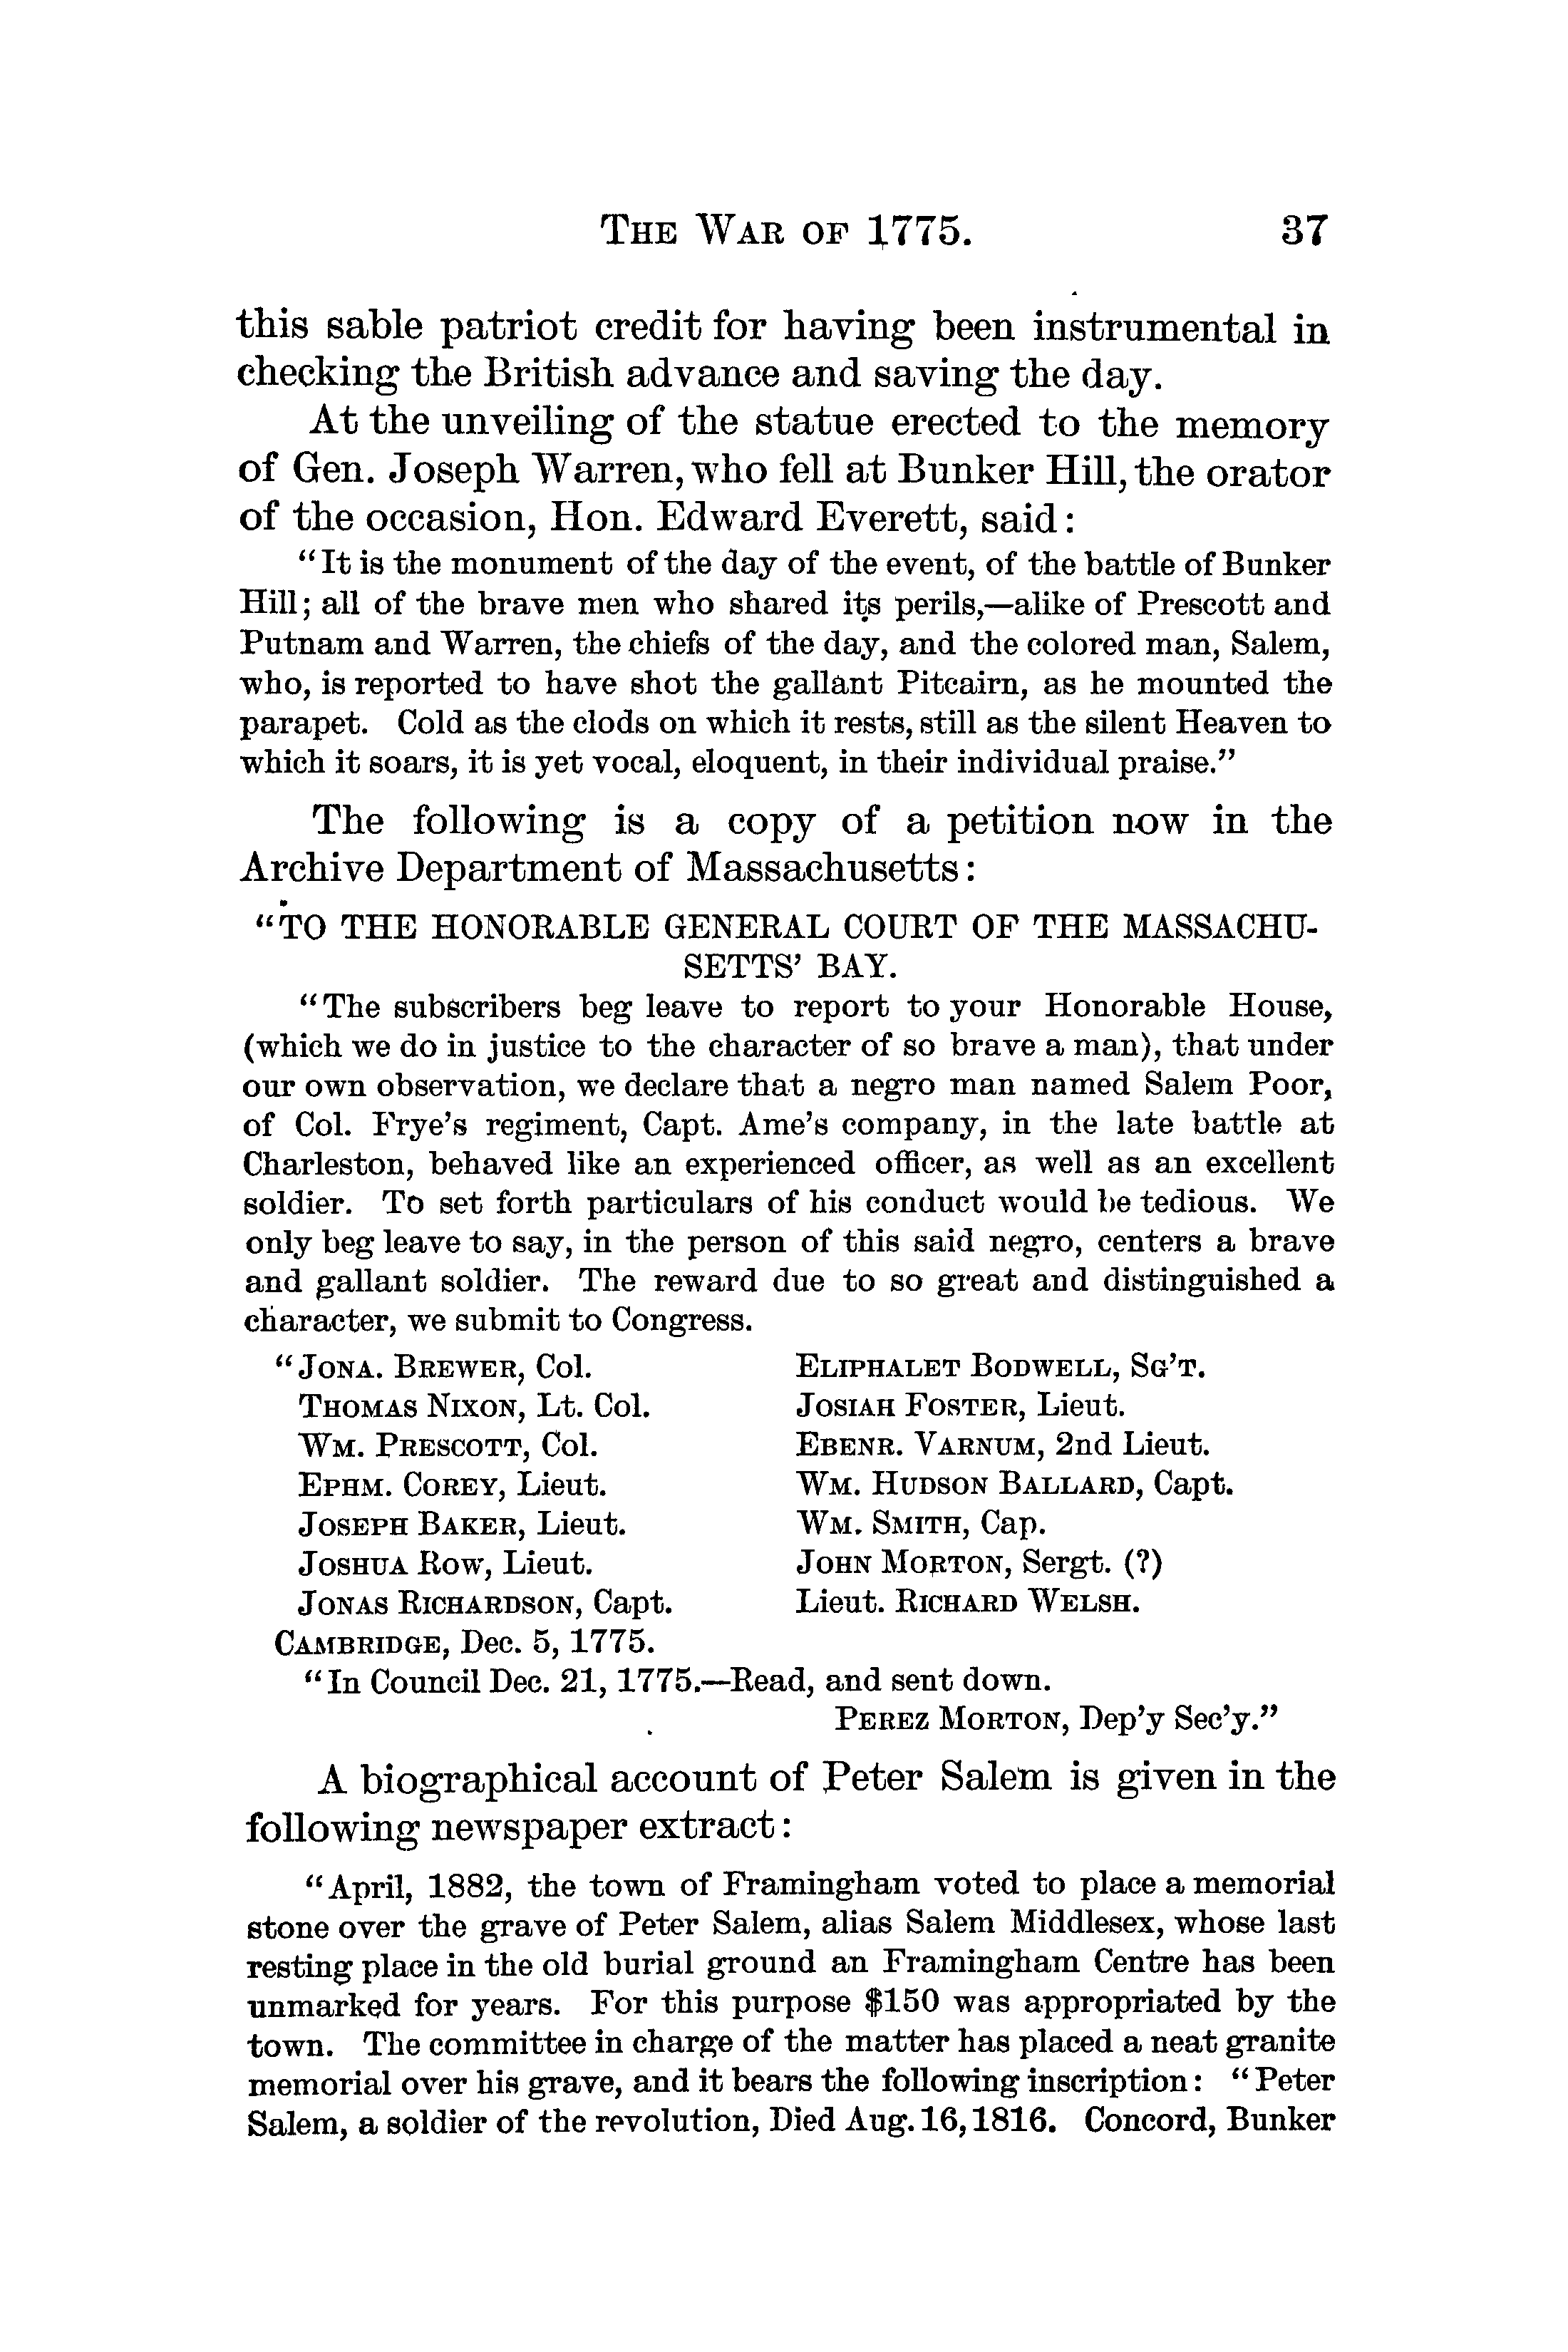 THE WAR OF 1775. 37
this sable patriot credit for having been instrumental in
checking the British advance and saving the day.
At the unveiling of the statue erected to the memory
of Gen. Joseph Warren, who fell at Bunker Hill, the orator
of the occasion, Hon. Edward Everett, said:
"It is the monument of the day of the event, of the battle of Bunker
Hill; all of the brave men who shared its perils,—alike of Prescott and
Putnam and Warren, the chiefs of the day, and the colored man, Salem,
who, is reported to have shot the gallant Pitcairn, as he mounted the
parapet. Cold as the clods on which it rests, still as the silent Heaven to
which it soars, it is yet vocal, eloquent, in their individual praise."
The following is a copy of a petition now in the
Archive Department of Massachusetts:
"TO THE HONORABLE GENERAL COURT OF THE MASSACHU-
SETTS' BAY.
"The subscribers beg leave to report to your Honorable House,
(which we do in justice to the character of so brave a man), that under
our own observation, we declare that a negro man named Salem Poor,
of Col. Frye's regiment, Capt. Ame's company, in the late battle at
Charleston, behaved like an experienced officer, as well as an excellent
soldier. To set forth particulars of his conduct would be tedious. We
only beg leave to say, in the person of this said negro, centers a brave
and gallant soldier. The reward due to so great and distinguished a
character, we submit to Congress.
"JONA. BREWER, Col. ELIPHALET BODWELL, SG'T.
THOMAS NIXON, Lt. Col. JOSIAH FOSTER, Lieut.
WM. PRESCOTT, Col. EBENR. VARNUM, 2nd Lieut.
EPHM. COREY, Lieut. WM. HUDSON BALLARD, Capt.
JOSEPH BAKER, Lieut. WM. SMITH, Cap.
JOSHUA ROW, Lieut. JOHN MORTON, Sergt. (?)
JONAS RICHARDSON, Capt. Lieut. RICHARD WELSH.
CAMBRIDGE, Dec. 5, 1775.
"In Council Dec. 21, 1775.—Read, and sent down.
PEREZ MORTON, Dep'y Sec'y."
A biographical account of Peter Salem is given in the
following newspaper extract:
"April, 1882, the town of Framingham voted to place a memorial
stone over the grave of Peter Salem, alias Salem Middlesex, whose last
resting place in the old burial ground an Framingham Centre has been
unmarked for years. For this purpose $150 was appropriated by the
town. The committee in charge of the matter has placed a neat granite
memorial over his grave, and it bears the following inscription: "Peter
Salem, a soldier of the revolution, Died Aug. 16, 1816. Concord, Bunker